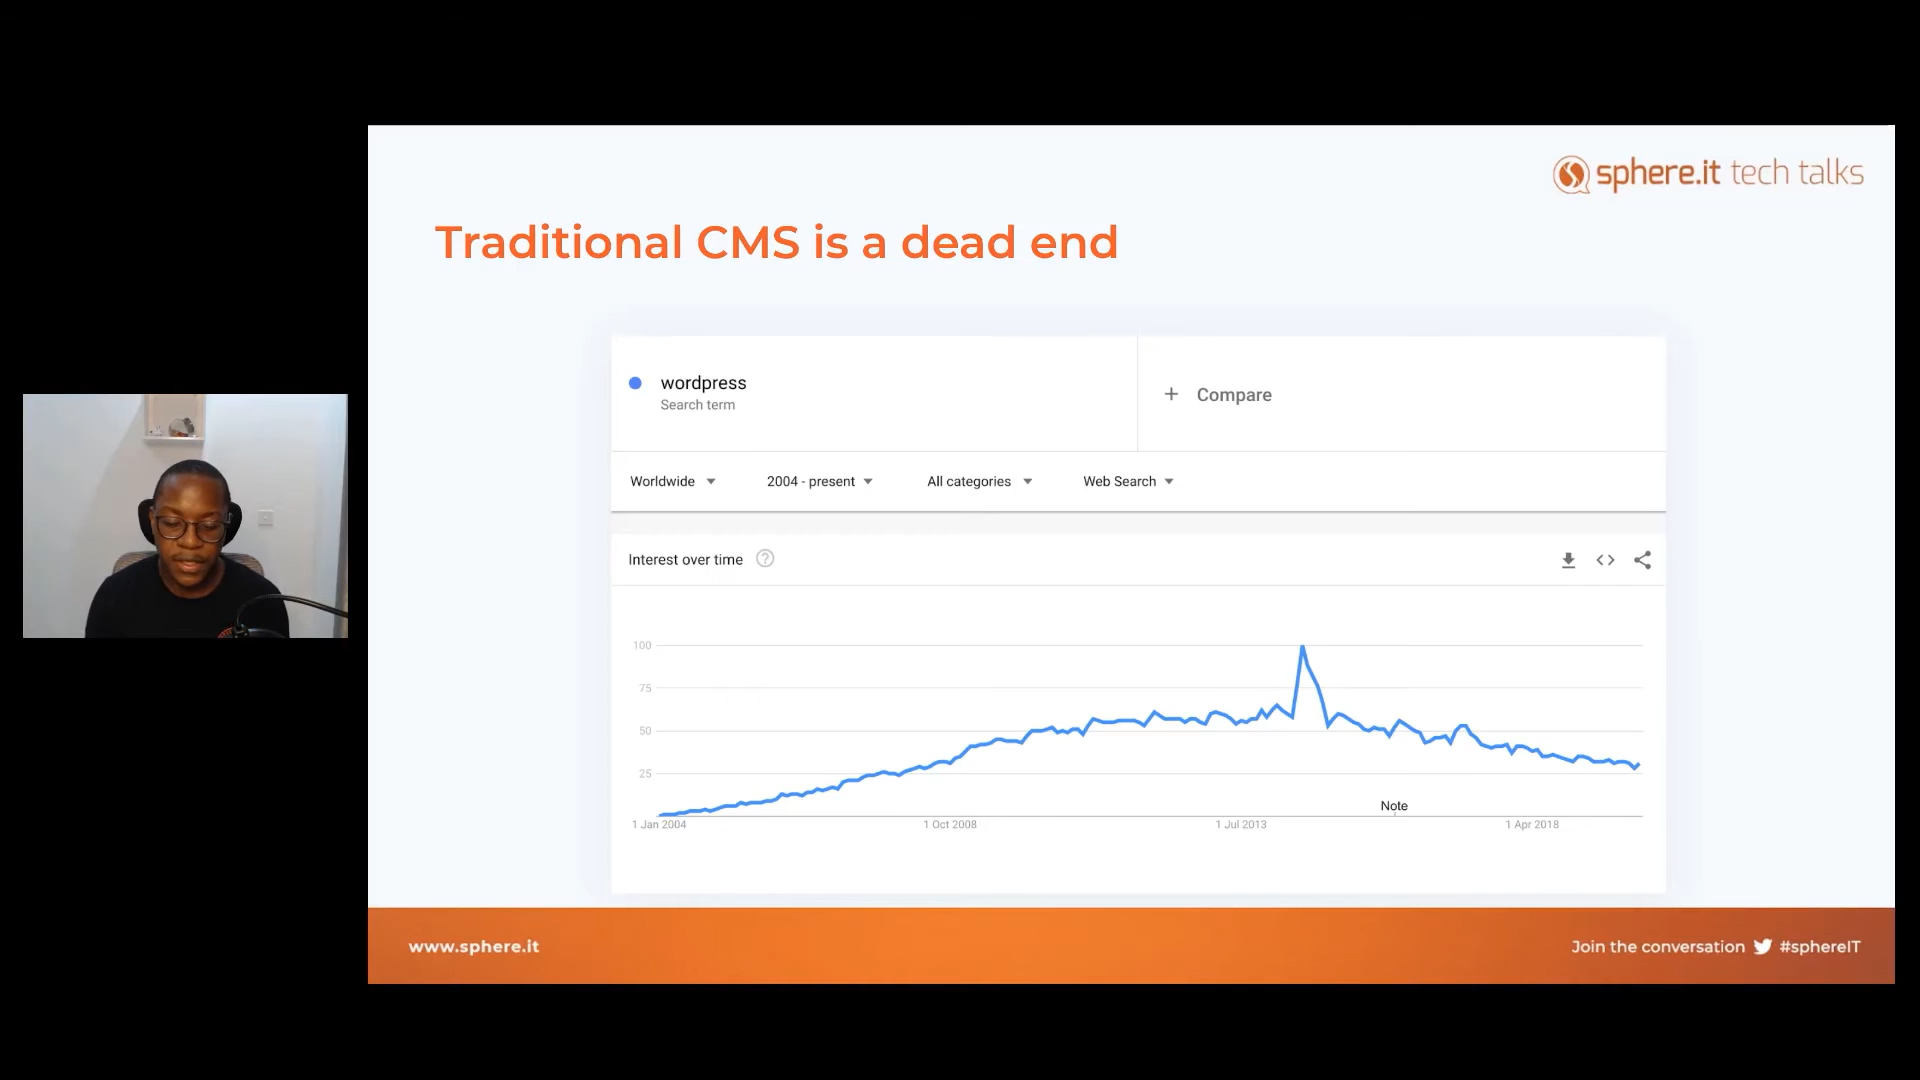 sphere.it tech talks
Traditional CMS is a dead end
wordpress
Search term
+ Compare
Worldwide
2004 - present
All categories
Web Search
Interest over time
100
75
50
25
Note
1 Jan 2004
1 Oct 2008
1 Jul 2013
1 Apr 2018
www.sphere.it
Join the conversation #sphereIT